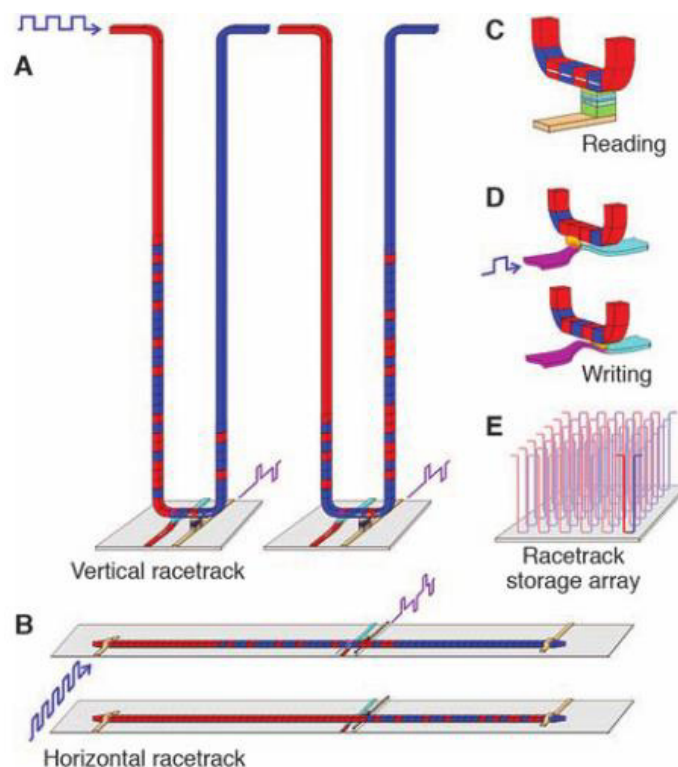 A
C
Reading
D
Writing
E
Vertical racetrack
Racetrack
storage array
B
Horizontal racetrack